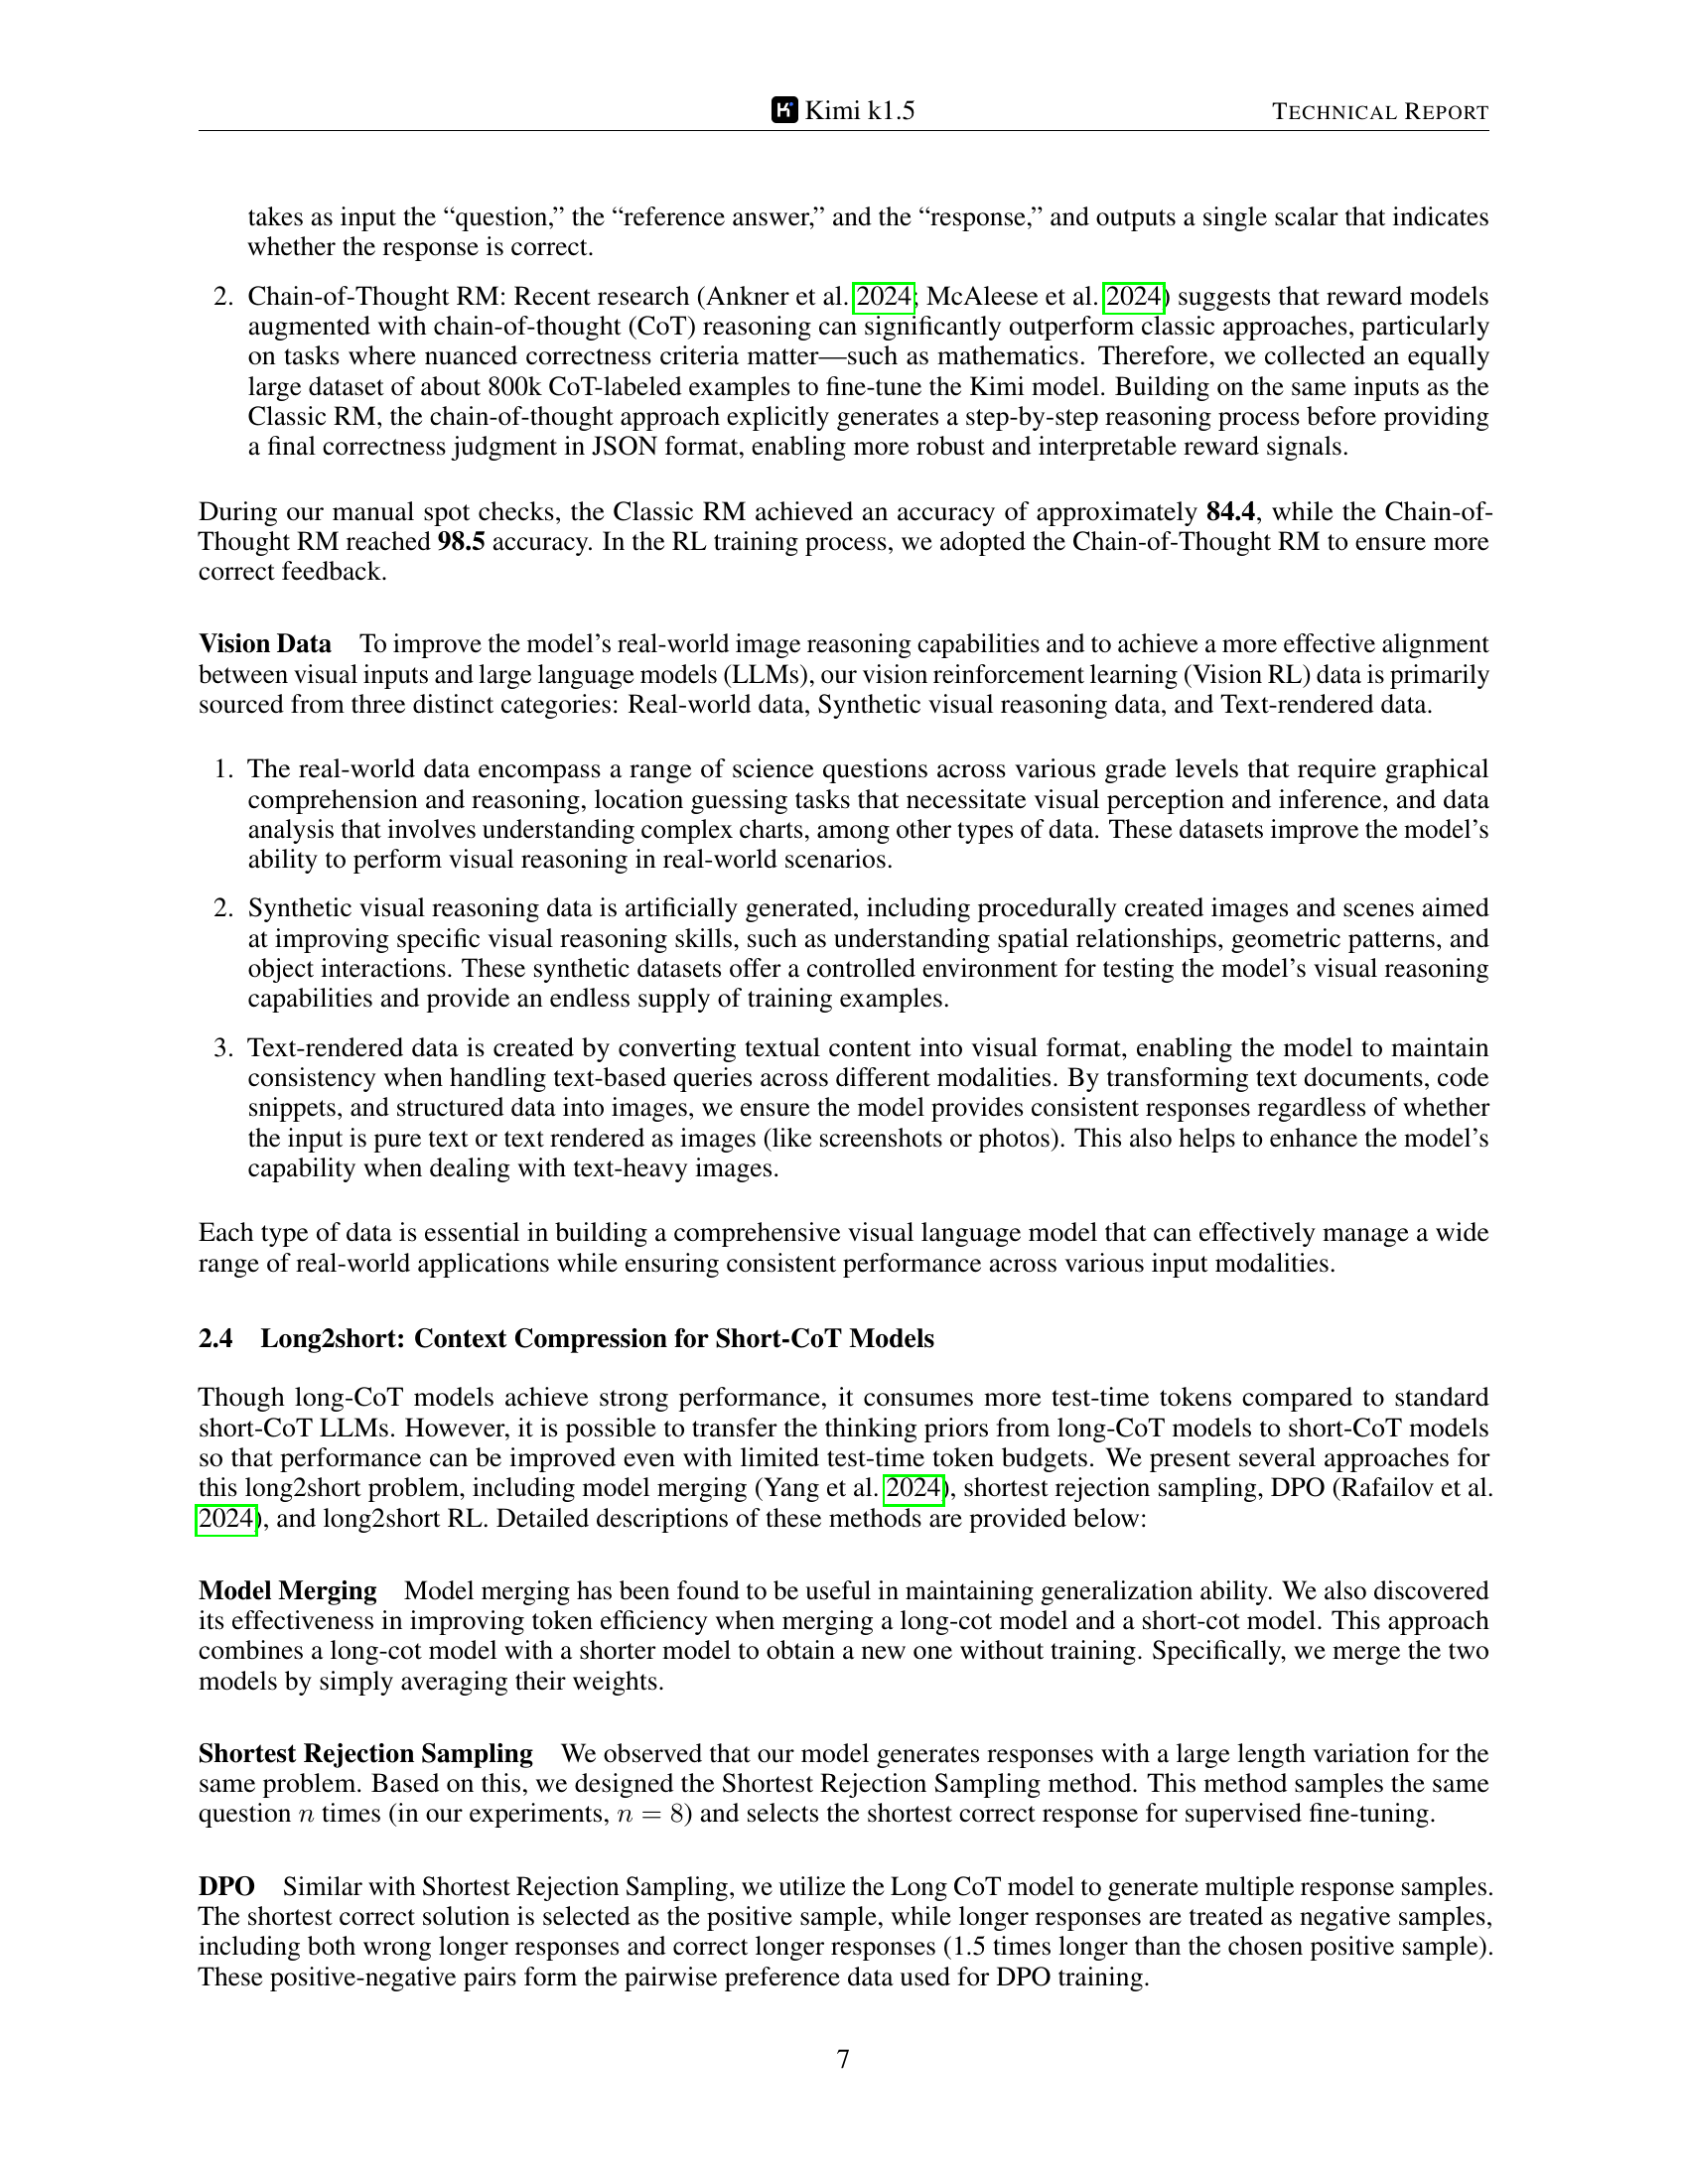 Kimi k1.5
TECHNICAL REPORT
takes as input the “question,” the “reference answer,” and the “response,” and outputs a single scalar that indicates
whether the response is correct.
2. Chain-of-Thought RM: Recent research (Ankner et al. 2024; McAleese et al. 2024) suggests that reward models
augmented with chain-of-thought (CoT) reasoning can significantly outperform classic approaches, particularly
on tasks where nuanced correctness criteria matter—such as mathematics. Therefore, we collected an equally
large dataset of about 800k CoT-labeled examples to fine-tune the Kimi model. Building on the same inputs as the
Classic RM, the chain-of-thought approach explicitly generates a step-by-step reasoning process before providing
a final correctness judgment in JSON format, enabling more robust and interpretable reward signals.
During our manual spot checks, the Classic RM achieved an accuracy of approximately 84.4, while the Chain-of-
Thought RM reached 98.5 accuracy. In the RL training process, we adopted the Chain-of-Thought RM to ensure more
correct feedback.
Vision Data To improve the model’s real-world image reasoning capabilities and to achieve a more effective alignment
between visual inputs and large language models (LLMs), our vision reinforcement learning (Vision RL) data is primarily
sourced from three distinct categories: Real-world data, Synthetic visual reasoning data, and Text-rendered data.
1. The real-world data encompass a range of science questions across various grade levels that require graphical
comprehension and reasoning, location guessing tasks that necessitate visual perception and inference, and data
analysis that involves understanding complex charts, among other types of data. These datasets improve the model’s
ability to perform visual reasoning in real-world scenarios.
2. Synthetic visual reasoning data is artificially generated, including procedurally created images and scenes aimed
at improving specific visual reasoning skills, such as understanding spatial relationships, geometric patterns, and
object interactions. These synthetic datasets offer a controlled environment for testing the model’s visual reasoning
capabilities and provide an endless supply of training examples.
3. Text-rendered data is created by converting textual content into visual format, enabling the model to maintain
consistency when handling text-based queries across different modalities. By transforming text documents, code
snippets, and structured data into images, we ensure the model provides consistent responses regardless of whether
the input is pure text or text rendered as images (like screenshots or photos). This also helps to enhance the model’s
capability when dealing with text-heavy images.
Each type of data is essential in building a comprehensive visual language model that can effectively manage a wide
range of real-world applications while ensuring consistent performance across various input modalities.
2.4 Long2short: Context Compression for Short-CoT Models
Though long-CoT models achieve strong performance, it consumes more test-time tokens compared to standard
short-CoT LLMs. However, it is possible to transfer the thinking priors from long-CoT models to short-CoT models
so that performance can be improved even with limited test-time token budgets. We present several approaches for
this long2short problem, including model merging (Yang et al. 2024), shortest rejection sampling, DPO (Rafailov et al.
2024), and long2short RL. Detailed descriptions of these methods are provided below:
Model Merging Model merging has been found to be useful in maintaining generalization ability. We also discovered
its effectiveness in improving token efficiency when merging a long-cot model and a short-cot model. This approach
combines a long-cot model with a shorter model to obtain a new one without training. Specifically, we merge the two
models by simply averaging their weights.
Shortest Rejection Sampling We observed that our model generates responses with a large length variation for the
same problem. Based on this, we designed the Shortest Rejection Sampling method. This method samples the same
question n times (in our experiments, n = 8) and selects the shortest correct response for supervised fine-tuning.
DPO Similar with Shortest Rejection Sampling, we utilize the Long CoT model to generate multiple response samples.
The shortest correct solution is selected as the positive sample, while longer responses are treated as negative samples,
including both wrong longer responses and correct longer responses (1.5 times longer than the chosen positive sample).
These positive-negative pairs form the pairwise preference data used for DPO training.
7